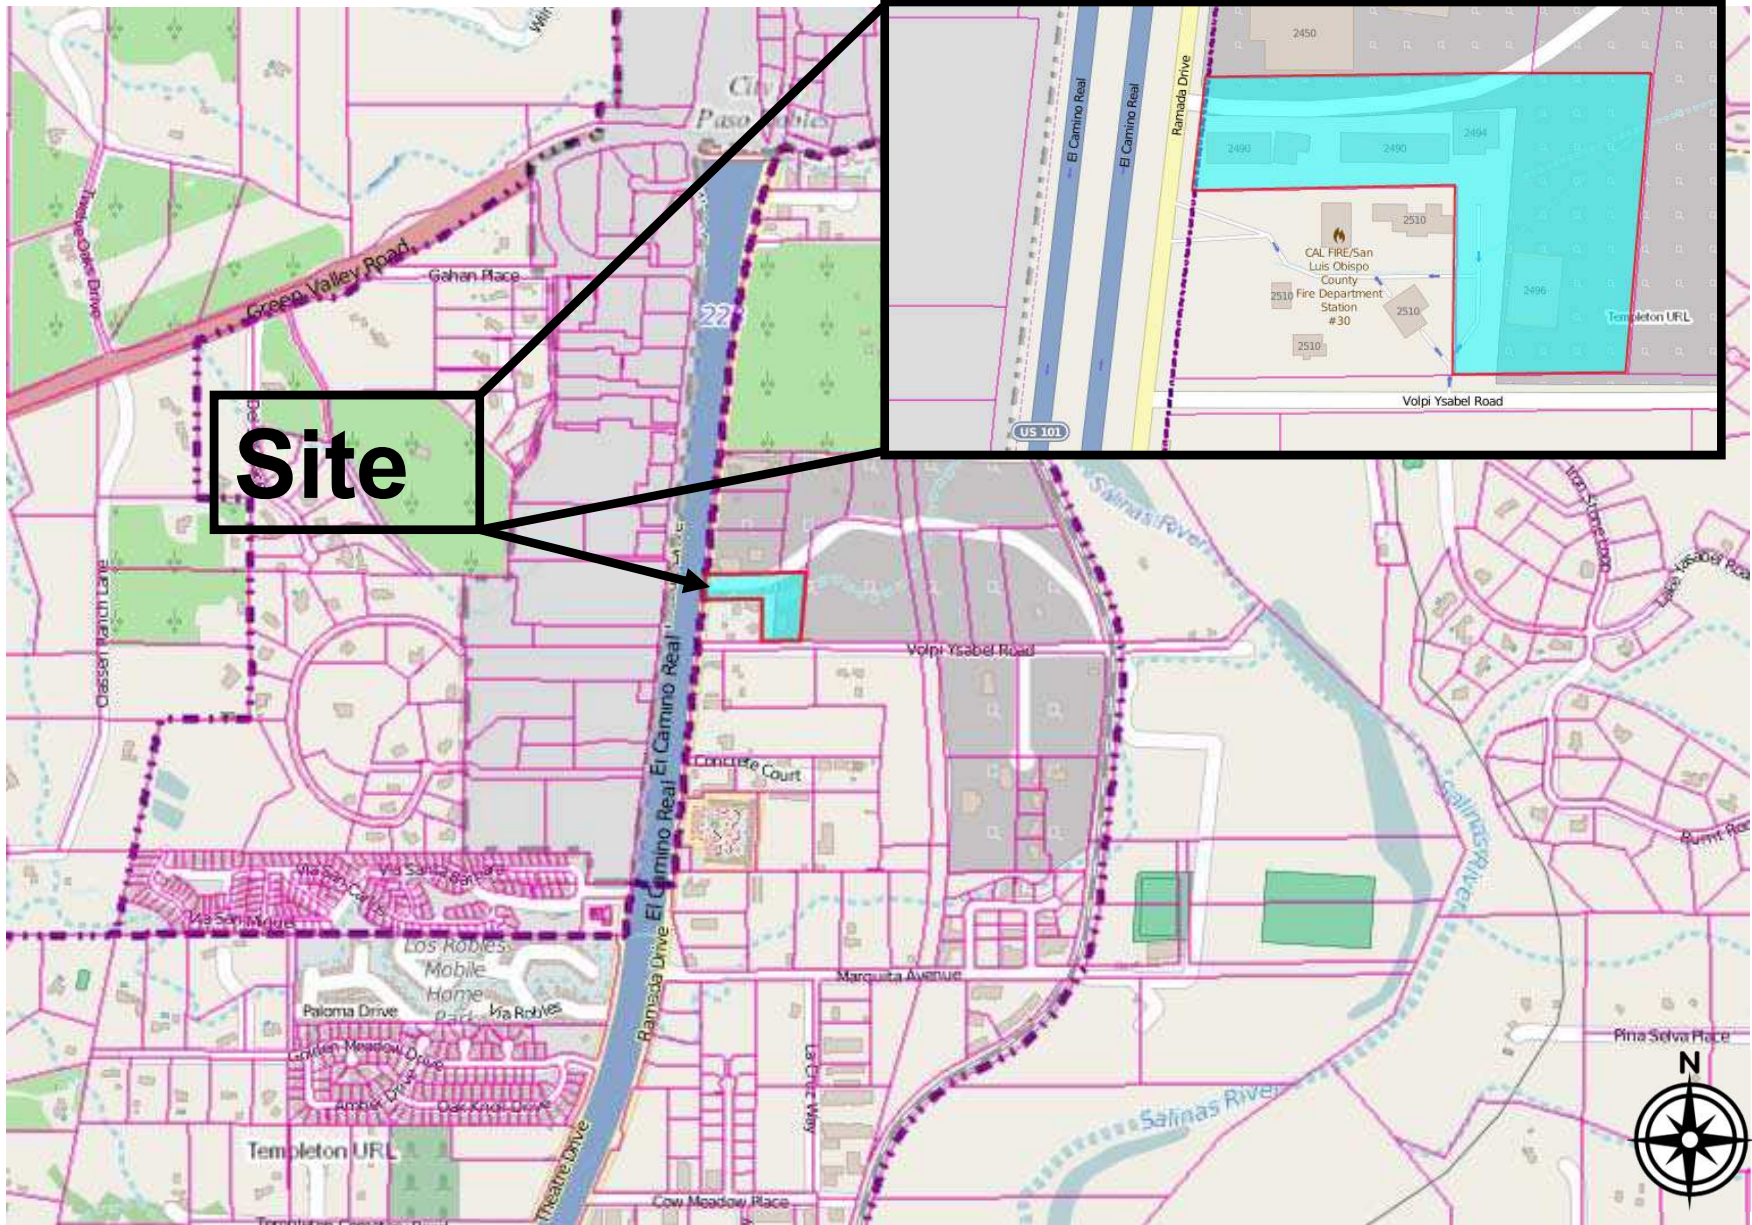 City
Paso Robles
Twelve Oaks Drive
Green Valley Road
Gahan Place
22
Site
2450
El Camino Real
El Camino Real
Ramada Drive
2490
2490
2494
2510
CAL FIRE/San
Luis Obispo
County
Fire Department
Station
#30
2510
2510
2510
2496
Templeton URL
Volpi Ysabel Road
US 101
Salinas River
Iron Stone Loop
Classen Ranch Lane
Volpi Ysabel Road
El Camino Real
El Camino Real
Concrete Court
Salinas River
Via San Carlos
Via Santa Barbara
Via San Miguel
Los Robles
Mobile
Home
Park
Paloma Drive
Via Robles
Golden Meadow Drive
Amber Drive
Oak Knoll Drive
Ramada Drive
Marquita Avenue
La Cruz Way
Pina Selva Place
N
Salinas River
Templeton URL
Theatre Drive
Cow Meadow Place